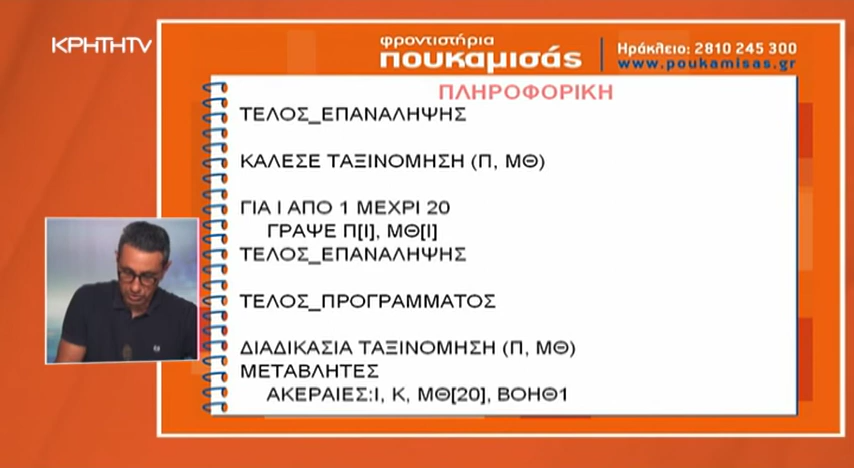 ΚΡΗΤΗTV
φροντιστήρια
πουκαμισάς
Ηράκλειο: 2810 245 300
www.poukamisas.gr
ΠΛΗΡΟΦΟΡΙΚΗ
ΤΕΛΟΣ_ΕΠΑΝΑΛΗΨΗΣ
ΚΑΛΕΣΕ ΤΑΞΙΝΟΜΗΣΗ (Π, ΜΘ)
ΓΙΑ Ι ΑΠΟ 1 ΜΕΧΡΙ 20
ΓΡΑΨΕ Π[Ι], ΜΘ[Ι]
ΤΕΛΟΣ_ΕΠΑΝΑΛΗΨΗΣ
ΤΕΛΟΣ_ΠΡΟΓΡΑΜΜΑΤΟΣ
ΔΙΑΔΙΚΑΣΙΑ ΤΑΞΙΝΟΜΗΣΗ (Π, ΜΘ)
ΜΕΤΑΒΛΗΤΕΣ
ΑΚΕΡΑΙΕΣ:Ι, Κ, ΜΘ[20], ΒΟΗΘ1